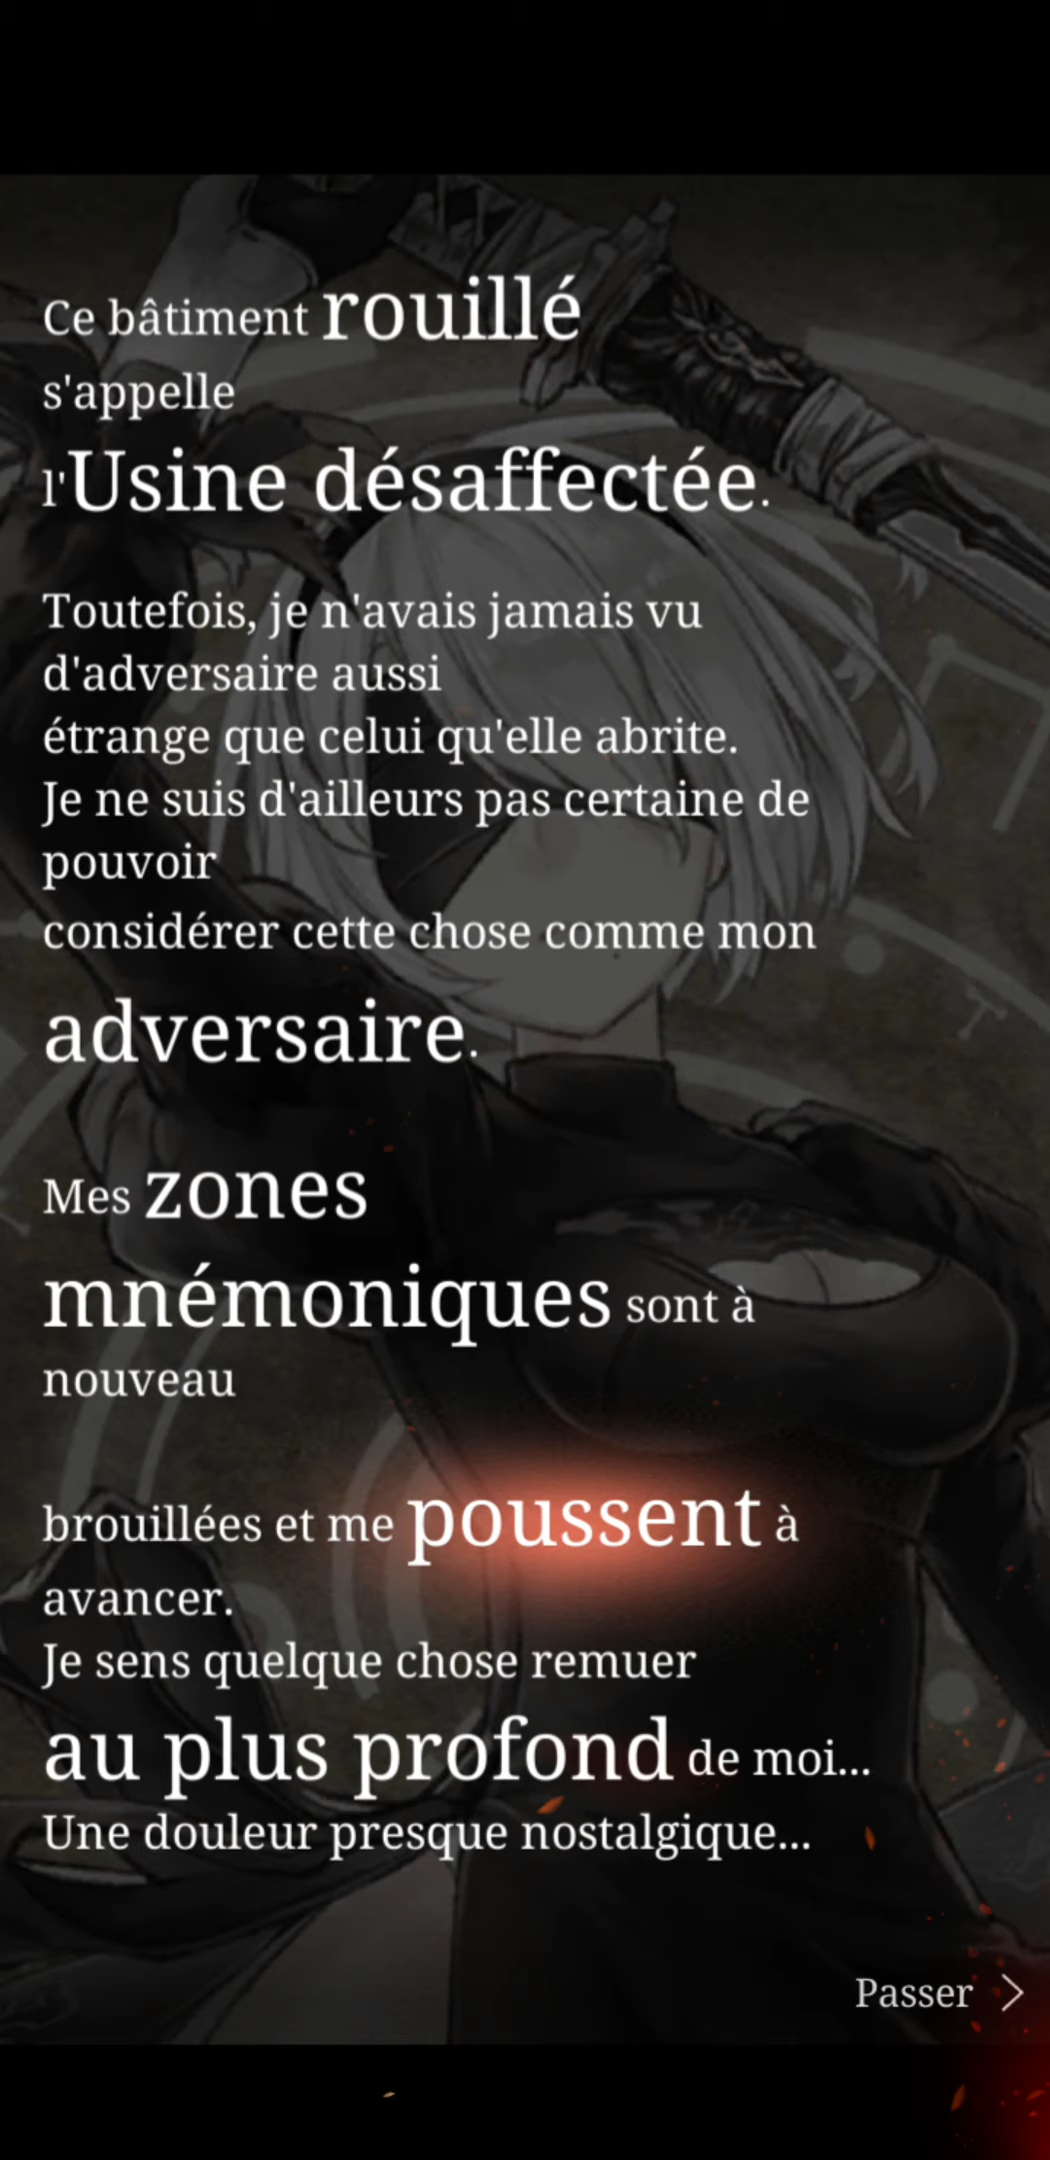 Ce bâtiment rouillé
s'appelle
l'Usine désaffectée.
Toutefois, je n'avais jamais vu
d'adversaire aussi
étrange que celui qu'elle abrite.
Je ne suis d'ailleurs pas certaine de
pouvoir
considérer cette chose comme mon
adversaire.
Mes zones
mnémoniques sont à
nouveau
brouillées et me poussent à
avancer.
Je sens quelque chose remuer
au plus profond de moi...
Une douleur presque nostalgique...
Passer